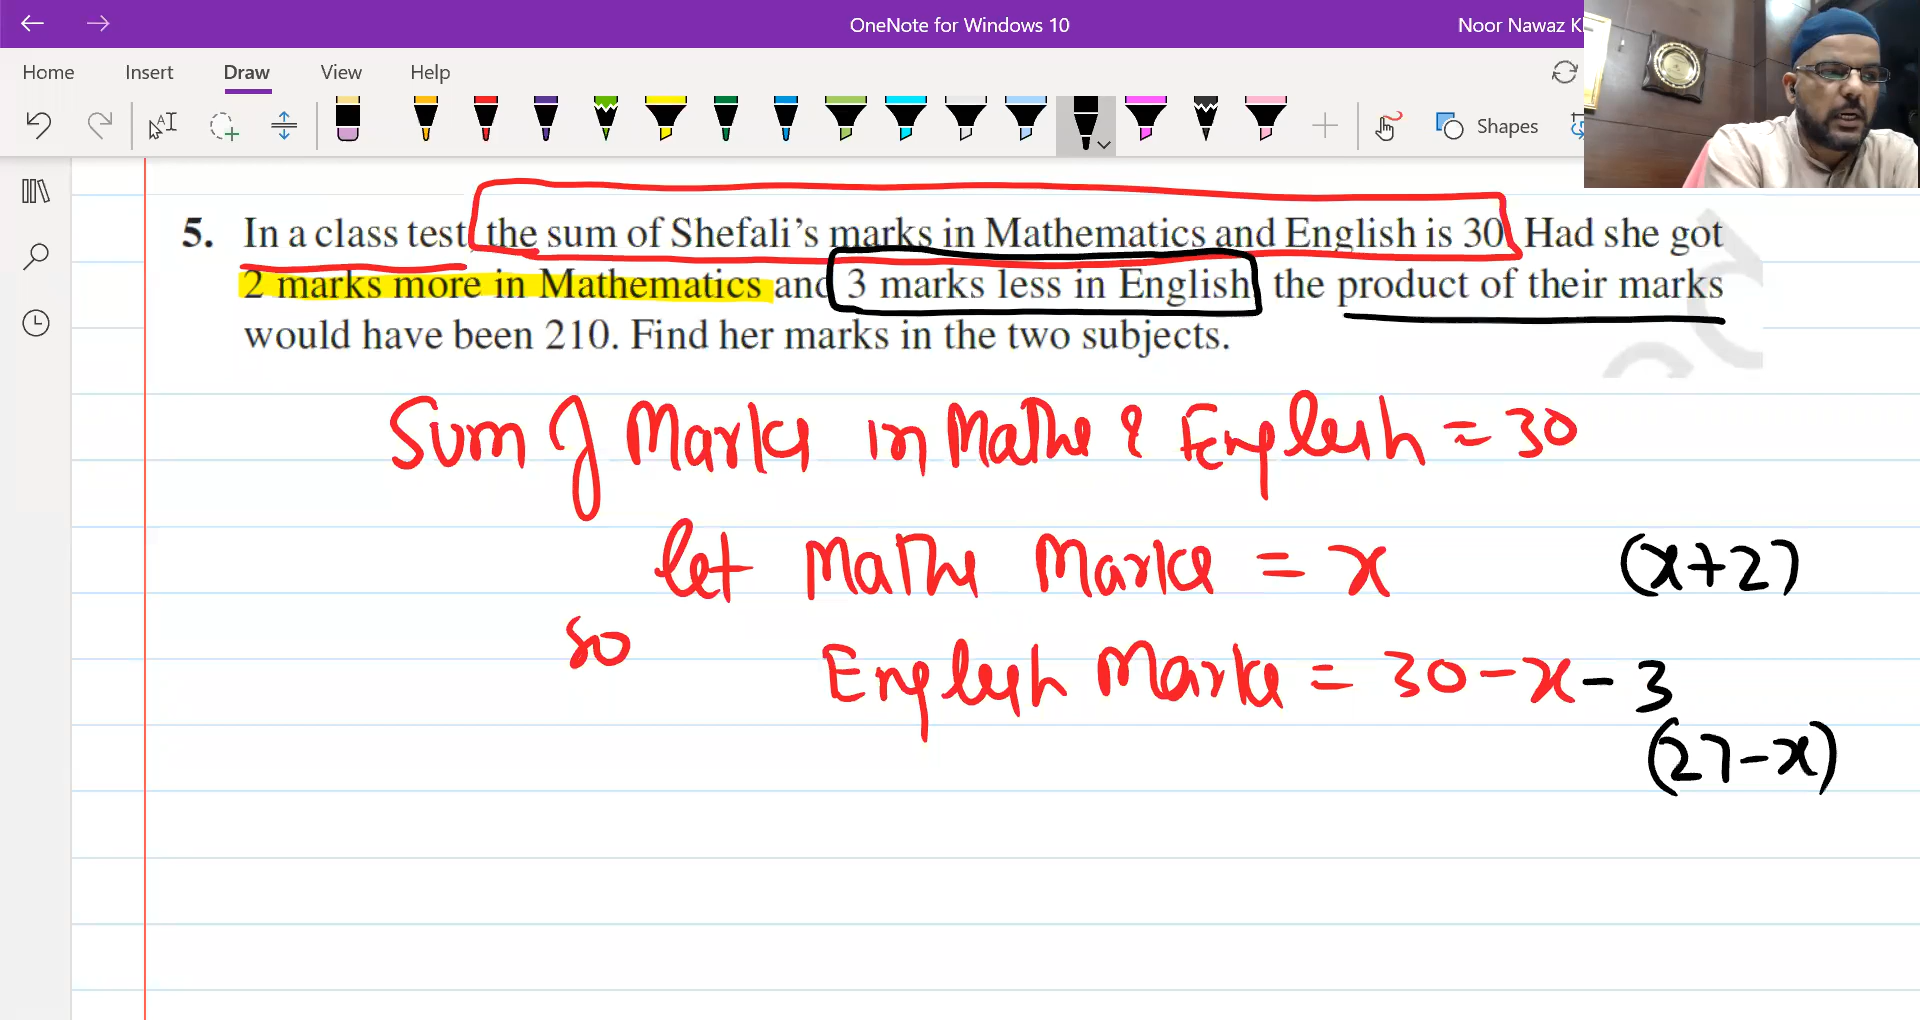 OneNote for Windows 10
Noor Nawaz K
Home Insert Draw View Help
Shapes
5. In a class test, the sum of Shefali's marks in Mathematics and English is 30. Had she got
2 marks more in Mathematics and 3 marks less in English, the product of their marks
would have been 210. Find her marks in the two subjects.
Sum of Marks in Maths & English = 30
let Maths Marks = x (x+2)
so
English Marks = 30-x-3
(27-x)